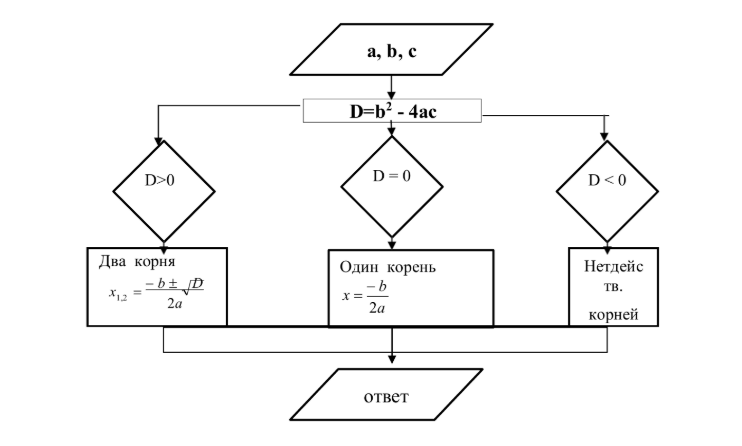 a, b, c
D=b² - 4ac
D>0
D = 0
D < 0
Два корня
x₁,₂ = (-b ± √D) / 2a
Один корень
x = -b / 2a
Нетдейс
тв.
корней
ответ